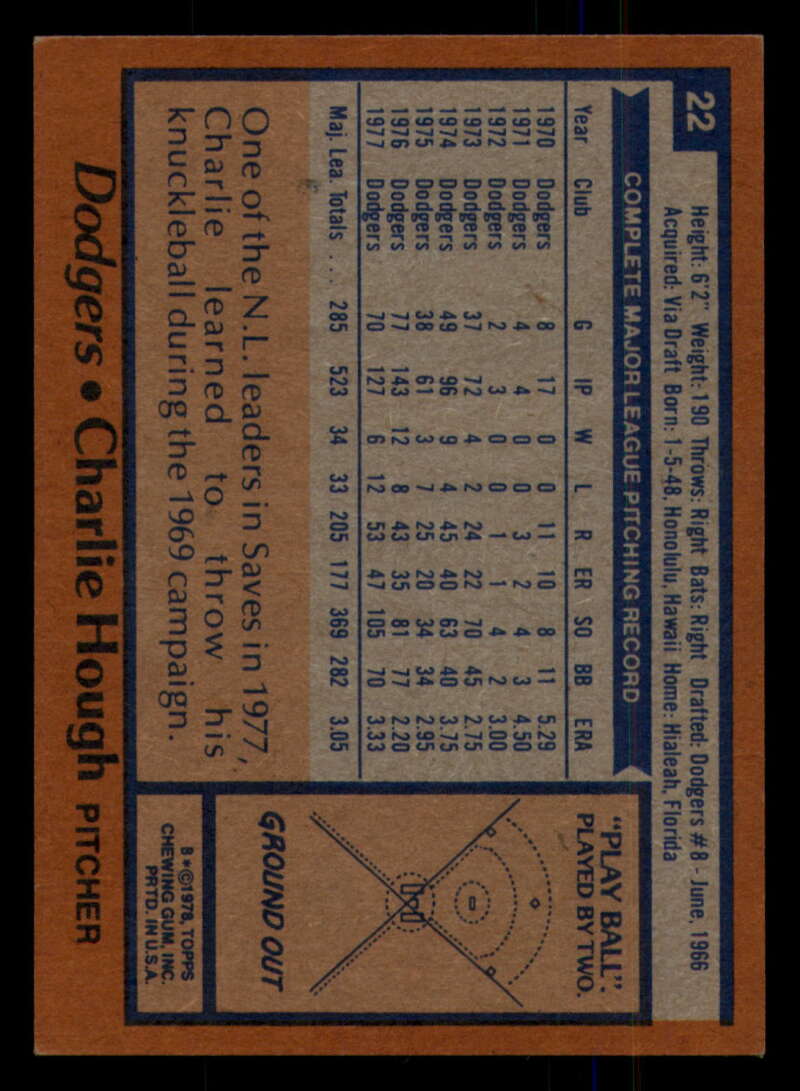 22
Height: 6'2" Weight: 190 Throws: Right Bats: Right Drafted: Dodgers #8 - June, 1966
Acquired: Via Draft Born: 1-5-48, Honolulu, Hawaii Home: Hialeah, Florida
COMPLETE MAJOR LEAGUE PITCHING RECORD
Year Club G IP W L R ER SO BB ERA
1970 Dodgers 8 17 0 0 11 10 8 11 5.29
1971 Dodgers 4 4 0 0 3 2 4 3 4.50
1972 Dodgers 2 3 0 0 1 1 4 2 3.00
1973 Dodgers 37 72 4 2 24 22 70 45 2.75
1974 Dodgers 49 96 9 4 45 40 63 40 3.75
1975 Dodgers 38 61 3 7 25 20 34 34 2.95
1976 Dodgers 77 143 12 8 43 35 81 77 2.20
1977 Dodgers 70 127 6 12 53 47 105 70 3.33
Maj. Lea. Totals ... 285 523 34 33 205 177 369 282 3.05
One of the N.L. leaders in Saves in 1977,
Charlie learned to throw his
knuckleball during the 1969 campaign.
"PLAY BALL":
PLAYED BY TWO.
GROUND OUT
B*©1978, TOPPS
CHEWING GUM, INC.
PRTD. IN U.S.A.
Dodgers • Charlie Hough PITCHER